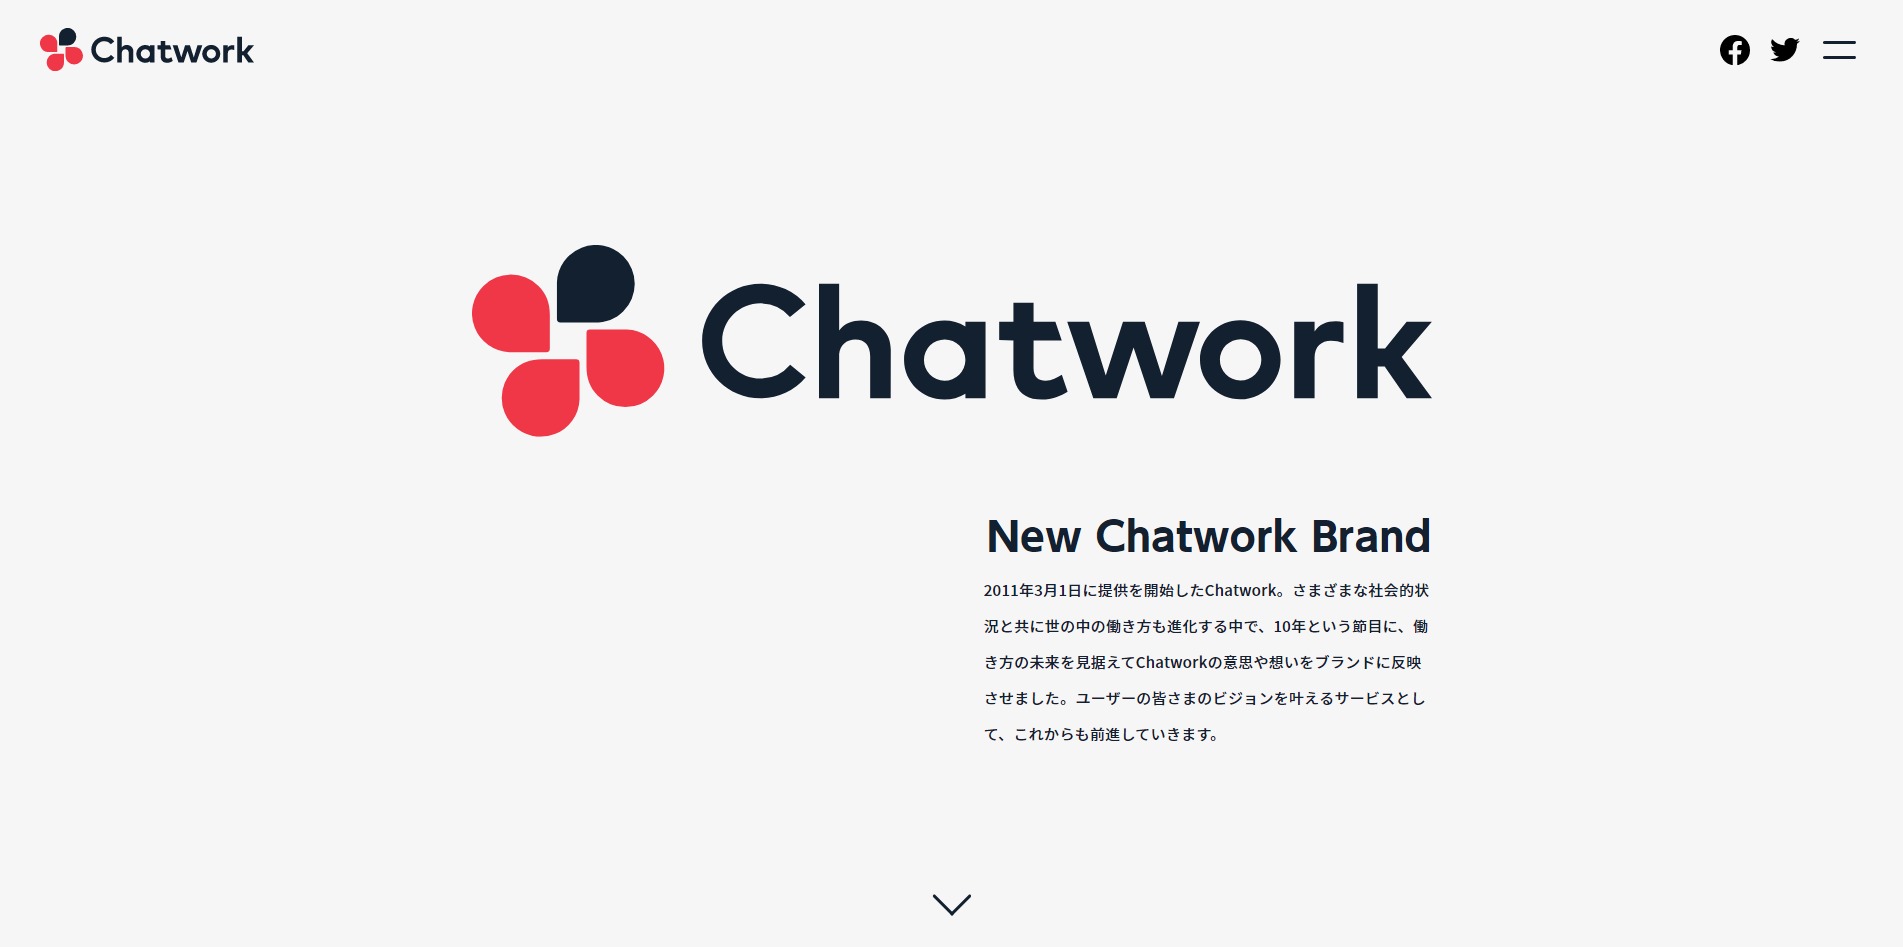 Chatwork
Chatwork
New Chatwork Brand
2011年3月1日に提供を開始したChatwork。さまざまな社会的状
況と共に世の中の働き方も進化する中で、10年という節目に、働
き方の未来を見据えてChatworkの意思や想いをブランドに反映
させました。ユーザーの皆さまのビジョンを叶えるサービスとし
て、これからも前進していきます。